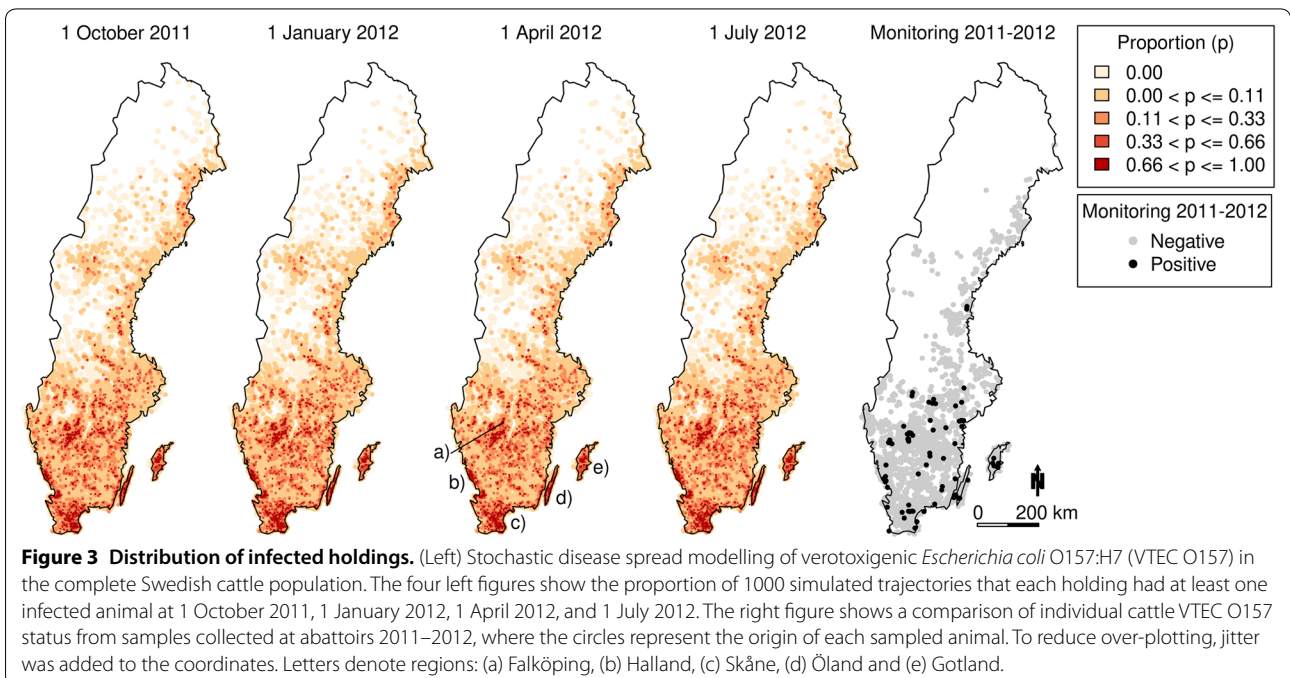 1 October 2011
1 January 2012
1 April 2012
1 July 2012
Monitoring 2011-2012
Proportion (p)
0.00
0.00 < p <= 0.11
0.11 < p <= 0.33
0.33 < p <= 0.66
0.66 < p <= 1.00
Monitoring 2011-2012
Negative
Positive
a)
b)
c)
d)
e)
N
0 200 km
Figure 3 Distribution of infected holdings. (Left) Stochastic disease spread modelling of verotoxigenic Escherichia coli O157:H7 (VTEC O157) in
the complete Swedish cattle population. The four left figures show the proportion of 1000 simulated trajectories that each holding had at least one
infected animal at 1 October 2011, 1 January 2012, 1 April 2012, and 1 July 2012. The right figure shows a comparison of individual cattle VTEC O157
status from samples collected at abattoirs 2011–2012, where the circles represent the origin of each sampled animal. To reduce over-plotting, jitter
was added to the coordinates. Letters denote regions: (a) Falköping, (b) Halland, (c) Skåne, (d) Öland and (e) Gotland.